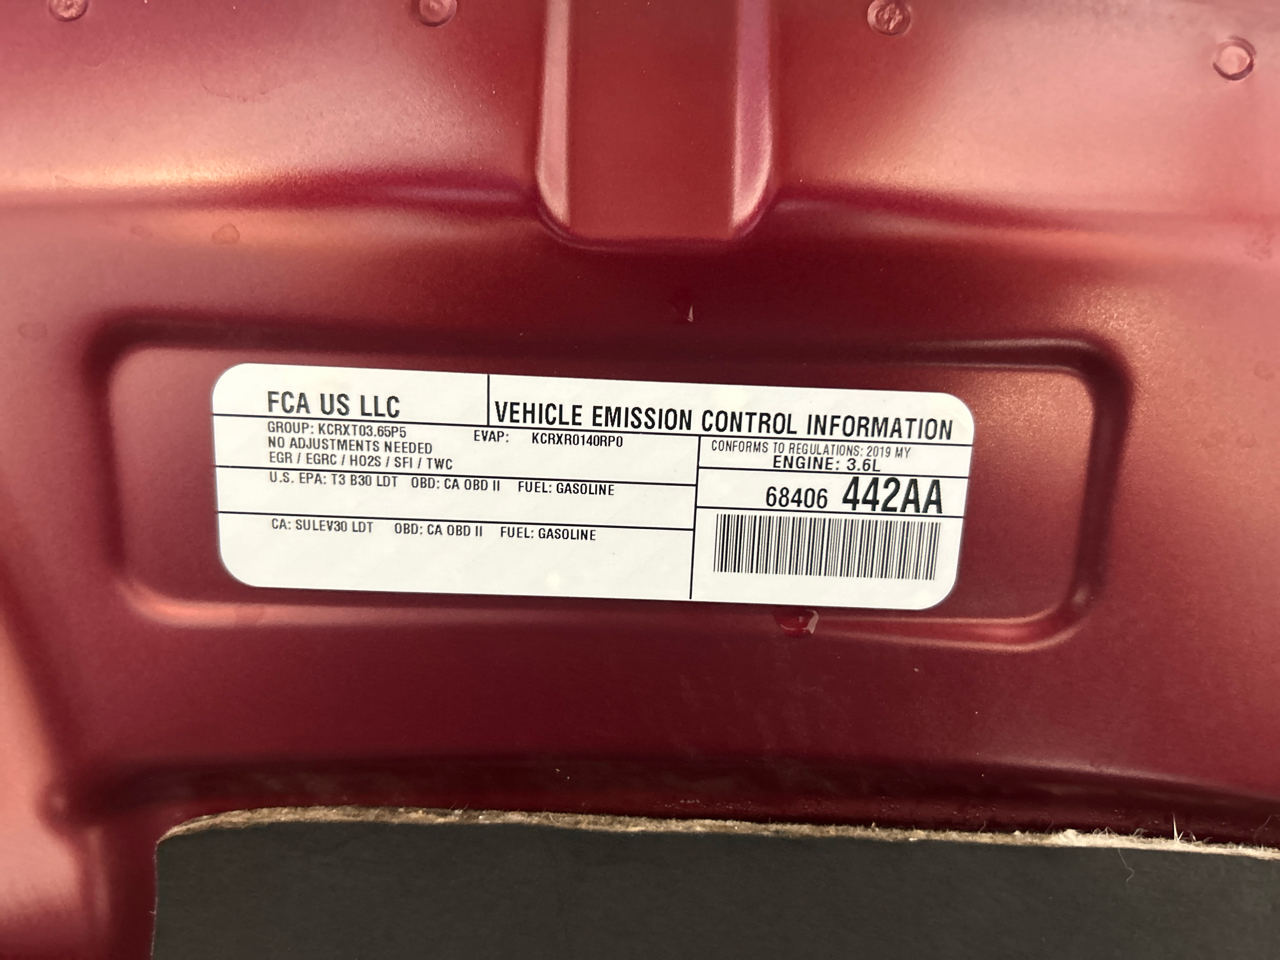 FCA US LLC
VEHICLE EMISSION CONTROL INFORMATION
GROUP: KCRXT03.65P5 EVAP: KCRXR0140RP0
NO ADJUSTMENTS NEEDED
EGR / EGRC / HO2S / SFI / TWC
CONFORMS TO REGULATIONS: 2019 MY
ENGINE: 3.6L
U.S. EPA: T3 B30 LDT OBD: CA OBD II FUEL: GASOLINE
68406 442AA
CA: SULEV30 LDT OBD: CA OBD II FUEL: GASOLINE